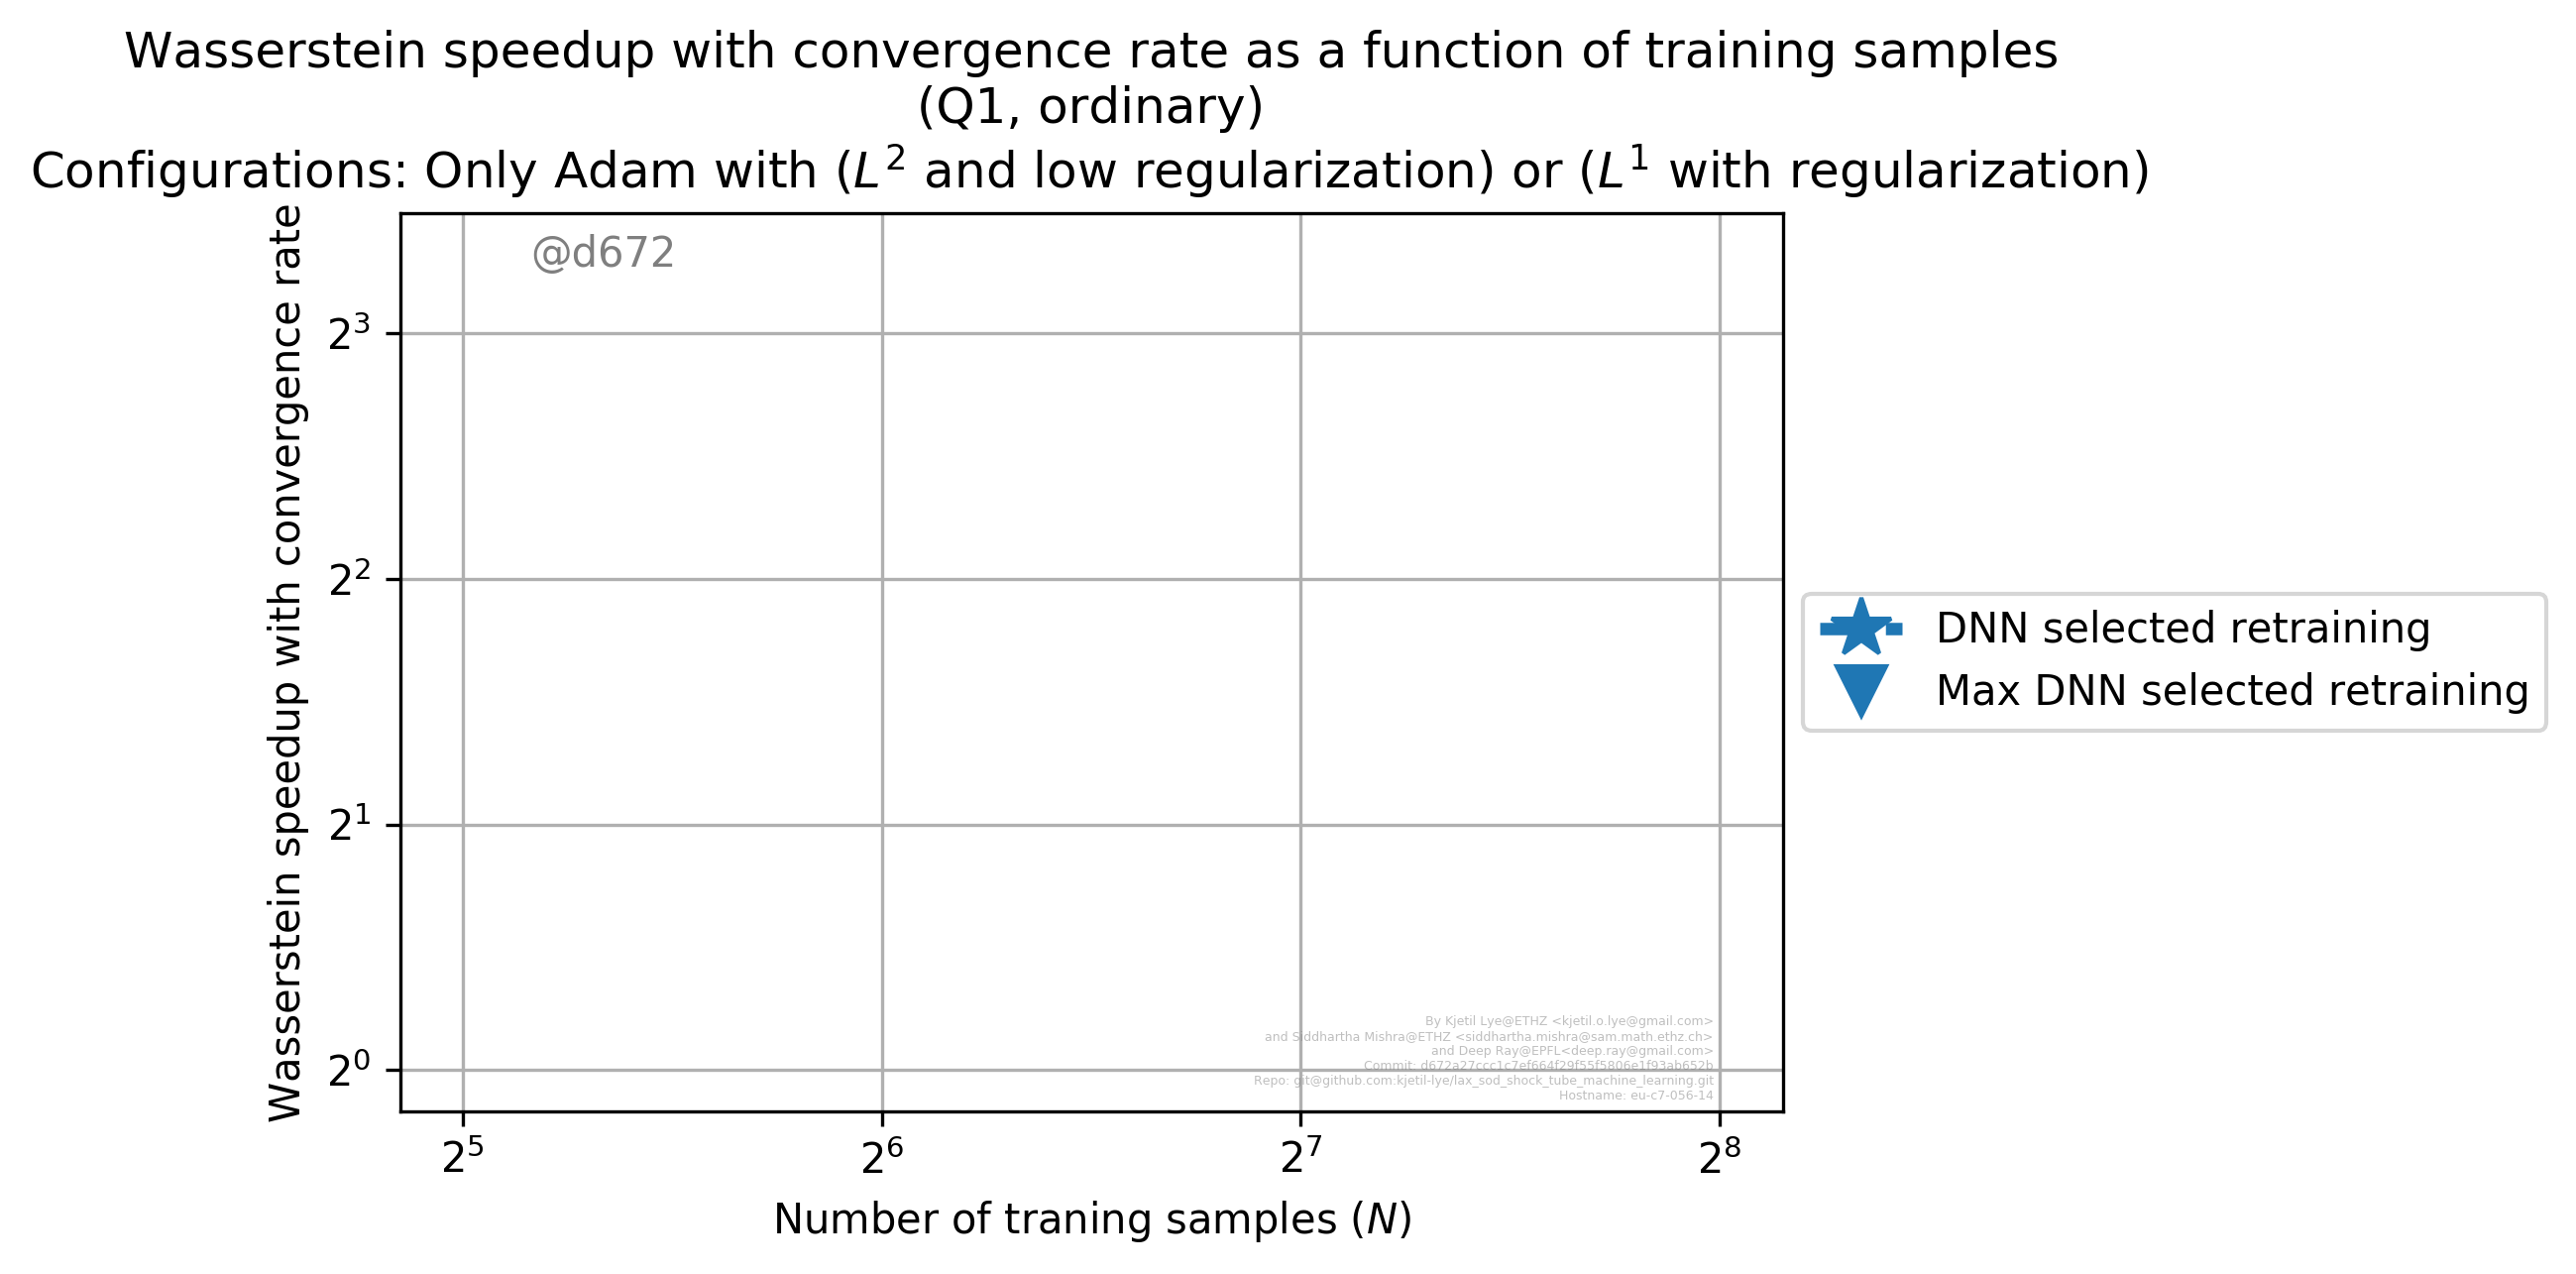 Wasserstein speedup with convergence rate as a function of training samples
(Q1, ordinary)
Configurations: Only Adam with (L² and low regularization) or (L¹ with regularization)
Wasserstein speedup with convergence rate
@d672
2³
2²
2¹
2⁰
DNN selected retraining
Max DNN selected retraining
By Kjetil Lye@ETHZ <kjetil.o.lye@gmail.com>
and Siddhartha Mishra@ETHZ <siddhartha.mishra@sam.math.ethz.ch>
and Deep Ray@EPFL<deep.ray@gmail.com>
Commit: d672a27ccc1c7ef664f29f55f5806e1f93ab652b
Repo: git@github.com:kjetil-lye/lax_sod_shock_tube_machine_learning.git
Hostname: eu-c7-056-14
2⁵ 2⁶ 2⁷ 2⁸
Number of traning samples (N)